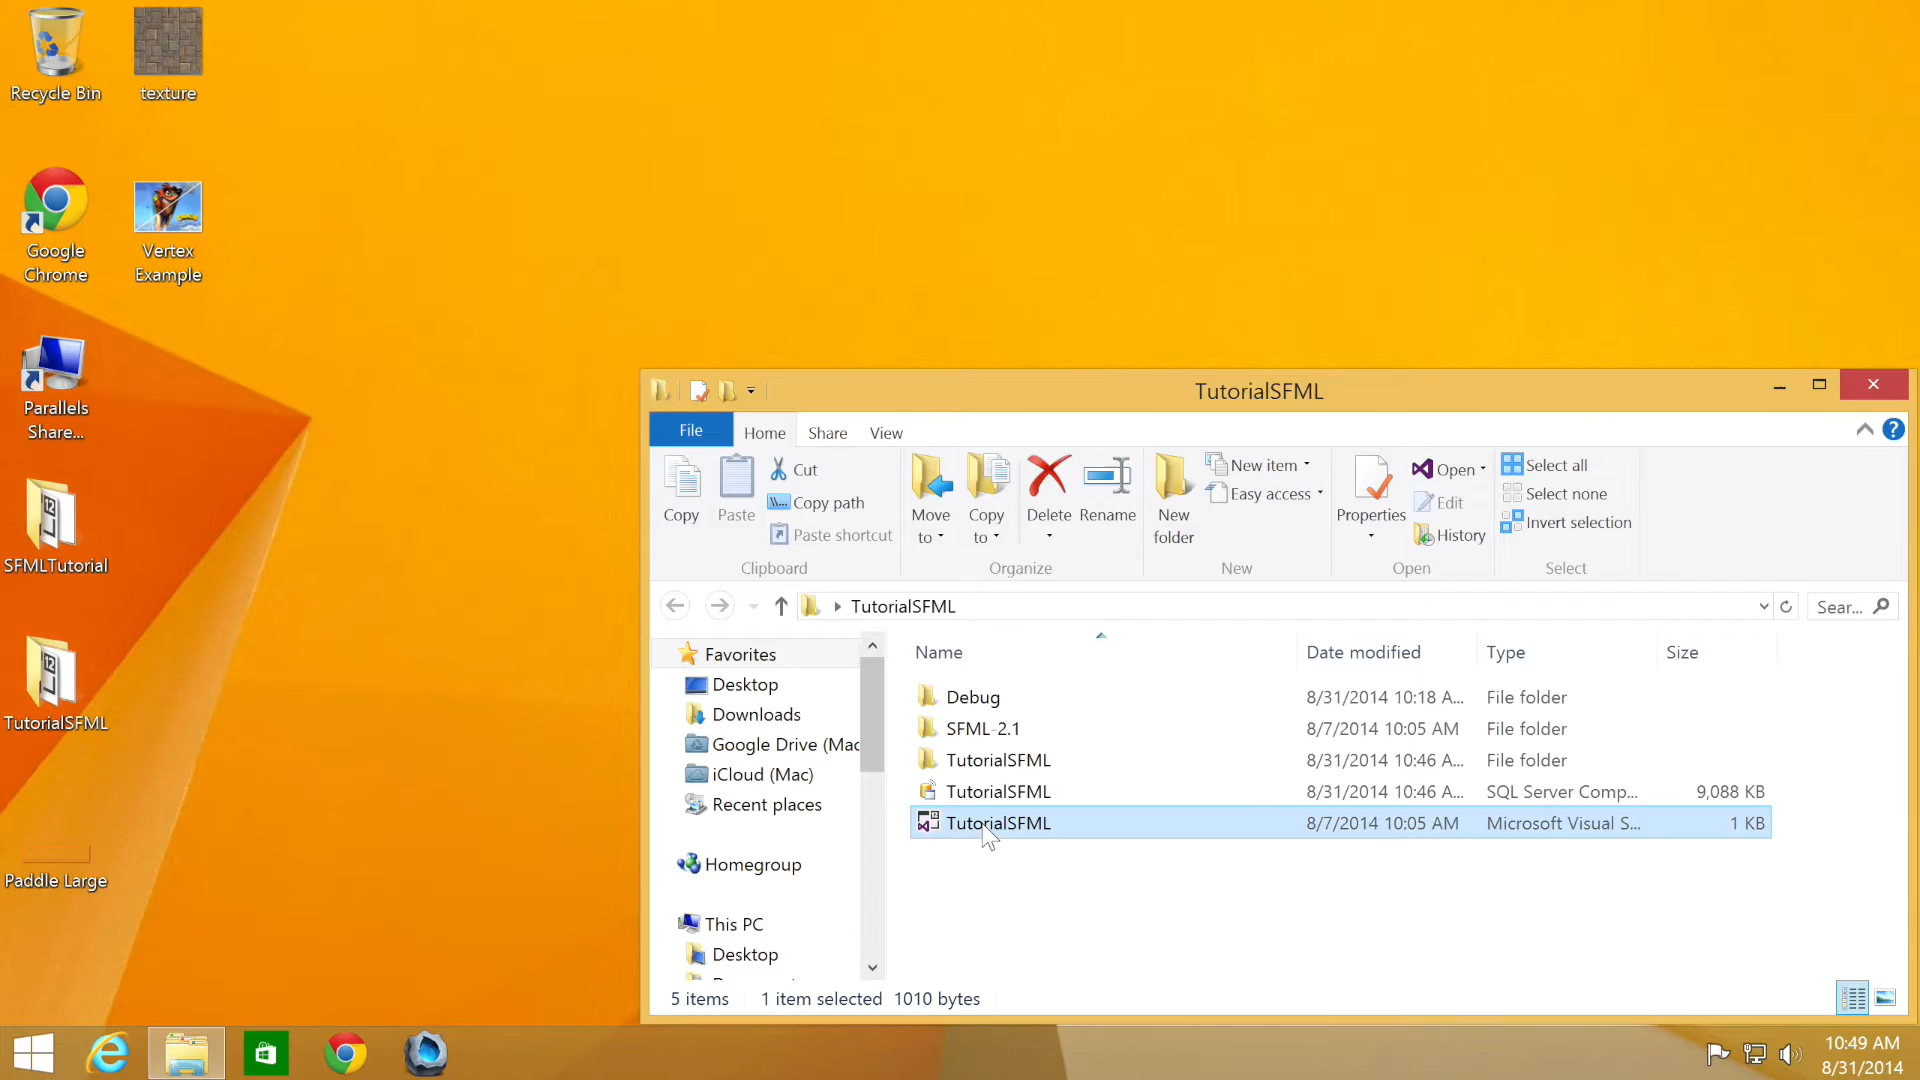 Recycle Bin
texture
Google
Chrome
Vertex
Example
Parallels
Share...
SFMLTutorial
TutorialSFML
Paddle Large
TutorialSFML
File
Home
Share
View
Copy
Paste
Cut
Copy path
Paste shortcut
Clipboard
Move
to
Copy
to
Delete
Rename
Organize
New
folder
New item
Easy access
New
Properties
Open
Edit
History
Open
Select all
Select none
Invert selection
Select
TutorialSFML
Sear...
Favorites
Desktop
Downloads
Google Drive (Mac
iCloud (Mac)
Recent places
Homegroup
This PC
Desktop
Name Date modified Type Size
Debug 8/31/2014 10:18 A... File folder
SFML-2.1 8/7/2014 10:05 AM File folder
TutorialSFML 8/31/2014 10:46 A... File folder
TutorialSFML 8/31/2014 10:46 A... SQL Server Comp... 9,088 KB
TutorialSFML 8/7/2014 10:05 AM Microsoft Visual S... 1 KB
5 items 1 item selected 1010 bytes
10:49 AM
8/31/2014